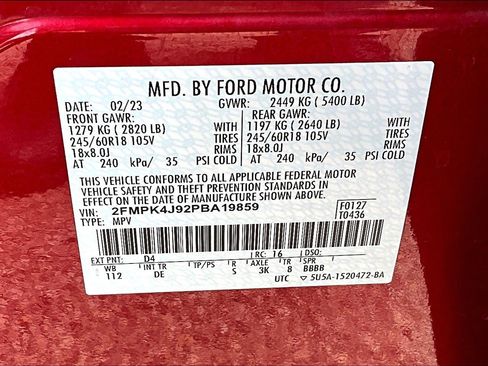 MFD. BY FORD MOTOR CO.
DATE: 02/23 GVWR: 2449 KG ( 5400 LB)
FRONT GAWR: REAR GAWR:
1279 KG ( 2820 LB) 1197 KG ( 2640 LB)
245/60R18 105V TIRES 245/60R18 105V
18x8.0J RIMS 18x8.0J RIMS
AT 240 kPa/ 35 PSI COLD AT 240 kPa/ 35 PSI COLD
THIS VEHICLE CONFORMS TO ALL APPLICABLE FEDERAL MOTOR
VEHICLE SAFETY AND THEFT PREVENTION STANDARDS IN
EFFECT ON THE DATE OF MANUFACTURE SHOWN ABOVE.
VIN: 2FMPK4J92PBA19859 F0127
TYPE: MPV T0436
EXT PNT: D4 RC: 16 DSO:
WB INT TR TP/PS R AXLE TR SPR
112 DE S 3K 8 BBBB
UTC 5U5A-1520472-BA